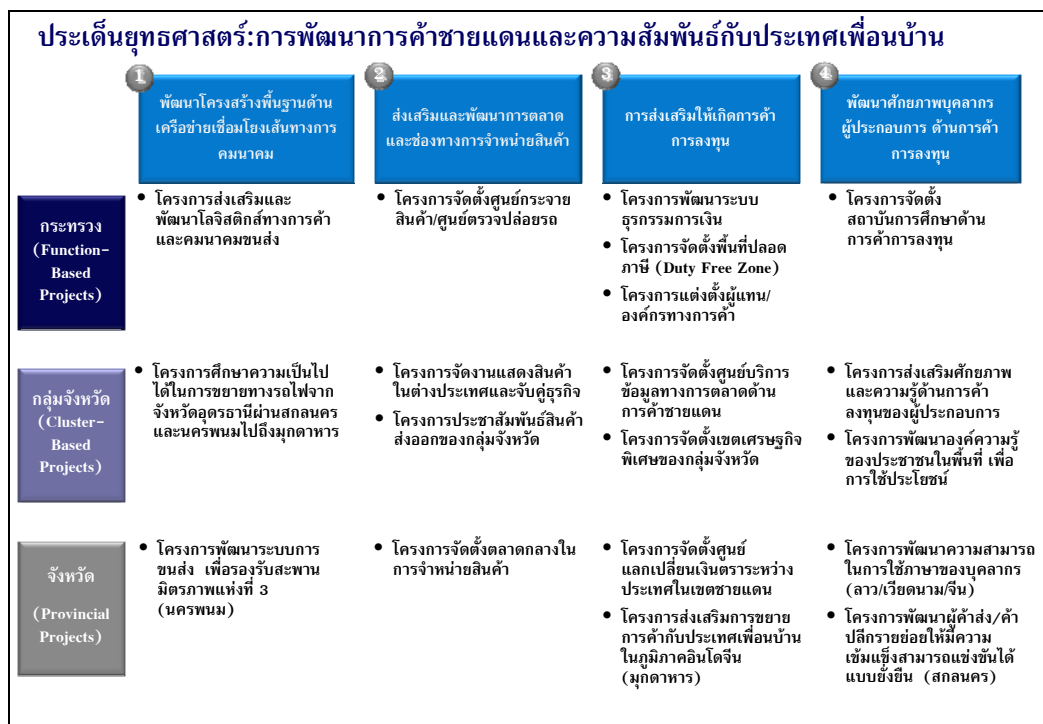 ประเด็นยุทธศาสตร์:การพัฒนาการค้าชายแดนและความสัมพันธ์กับประเทศเพื่อนบ้าน
1
พัฒนาโครงสร้างพื้นฐานด้าน
เครือข่ายเชื่อมโยงเส้นทางการ
คมนาคม
2
ส่งเสริมและพัฒนาการตลาด
และช่องทางการจำหน่ายสินค้า
3
การส่งเสริมให้เกิดการค้า
การลงทุน
4
พัฒนาศักยภาพบุคลากร
ผู้ประกอบการ ด้านการค้า
การลงทุน
กระทรวง
(Function-
Based
Projects)
• โครงการส่งเสริมและ
พัฒนาโลจิสติกส์ทางการค้า
และคมนาคมขนส่ง
• โครงการจัดตั้งศูนย์กระจาย
สินค้า/ศูนย์ตรวจปล่อยรถ
• โครงการพัฒนาระบบ
ธุรกรรมการเงิน
• โครงการจัดตั้งพื้นที่ปลอด
ภาษี (Duty Free Zone)
• โครงการแต่งตั้งผู้แทน/
องค์กรทางการค้า
• โครงการจัดตั้ง
สถาบันการศึกษาด้าน
การค้าการลงทุน
กลุ่มจังหวัด
(Cluster-
Based
Projects)
• โครงการศึกษาความเป็นไป
ได้ในการขยายทางรถไฟจาก
จังหวัดอุดรธานีผ่านสกลนคร
และนครพนมไปถึงมุกดาหาร
• โครงการจัดงานแสดงสินค้า
ในต่างประเทศและจับคู่ธุรกิจ
• โครงการประชาสัมพันธ์สินค้า
ส่งออกของกลุ่มจังหวัด
• โครงการจัดตั้งศูนย์บริการ
ข้อมูลทางการตลาดด้าน
การค้าชายแดน
• โครงการจัดตั้งเขตเศรษฐกิจ
พิเศษของกลุ่มจังหวัด
• โครงการส่งเสริมศักยภาพ
และความรู้ด้านการค้า
ลงทุนของผู้ประกอบการ
• โครงการพัฒนาองค์ความรู้
ของประชาชนในพื้นที่ เพื่อ
การใช้ประโยชน์
จังหวัด
(Provincial
Projects)
• โครงการพัฒนาระบบการ
ขนส่ง เพื่อรองรับสะพาน
มิตรภาพแห่งที่ 3
(นครพนม)
• โครงการจัดตั้งตลาดกลางใน
การจำหน่ายสินค้า
• โครงการจัดตั้งศูนย์
แลกเปลี่ยนเงินตราระหว่าง
ประเทศในเขตชายแดน
• โครงการส่งเสริมการขยาย
การค้ากับประเทศเพื่อนบ้าน
ในภูมิภาคอินโดจีน
(มุกดาหาร)
• โครงการพัฒนาความสามารถ
ในการใช้ภาษาของบุคลากร
(ลาว/เวียดนาม/จีน)
• โครงการพัฒนาผู้ค้าส่ง/ค้า
ปลีกรายย่อยให้มีความ
เข้มแข็งสามารถแข่งขันได้
แบบยั่งยืน (สกลนคร)